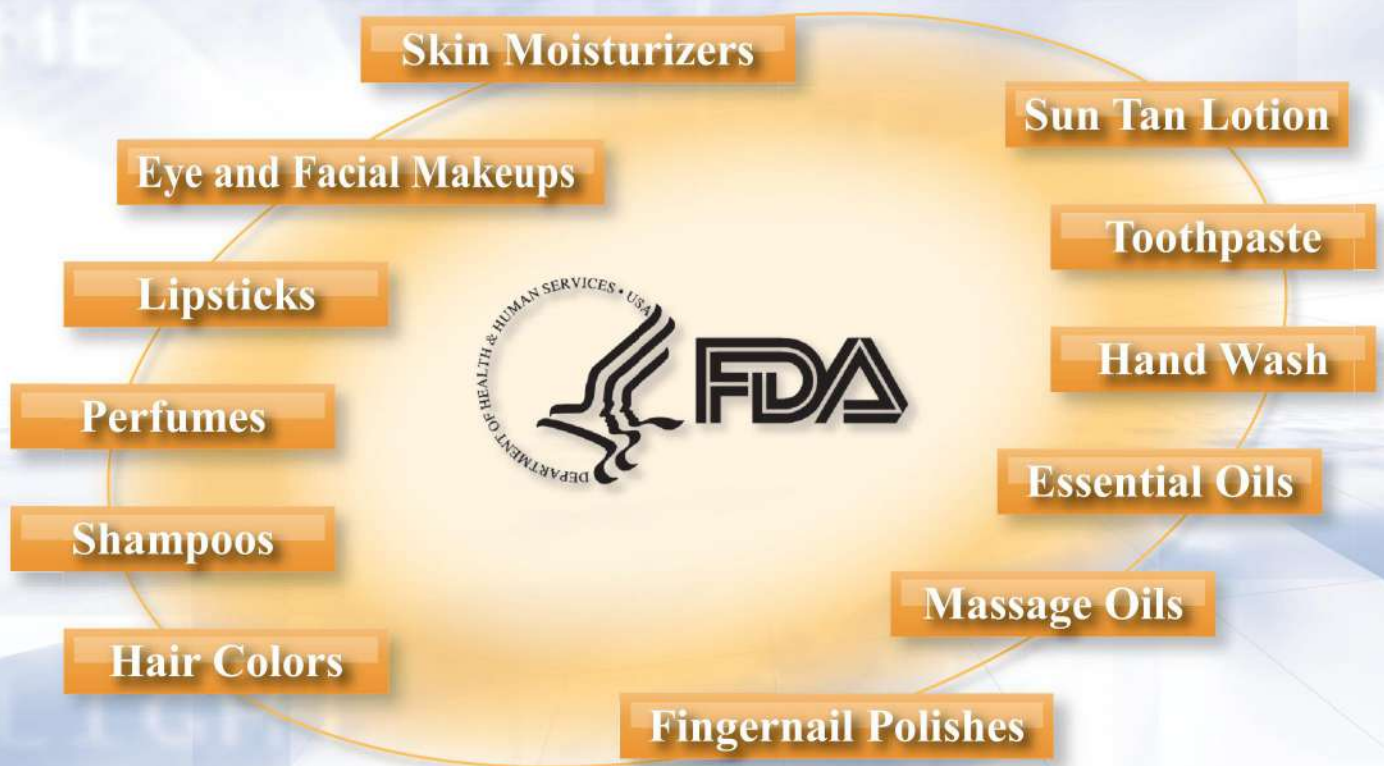 Skin Moisturizers
Sun Tan Lotion
Eye and Facial Makeups
Toothpaste
Lipsticks
Hand Wash
Perfumes
Essential Oils
Shampoos
Massage Oils
Hair Colors
Fingernail Polishes
DEPARTMENT OF HEALTH & HUMAN SERVICES • USA
FDA